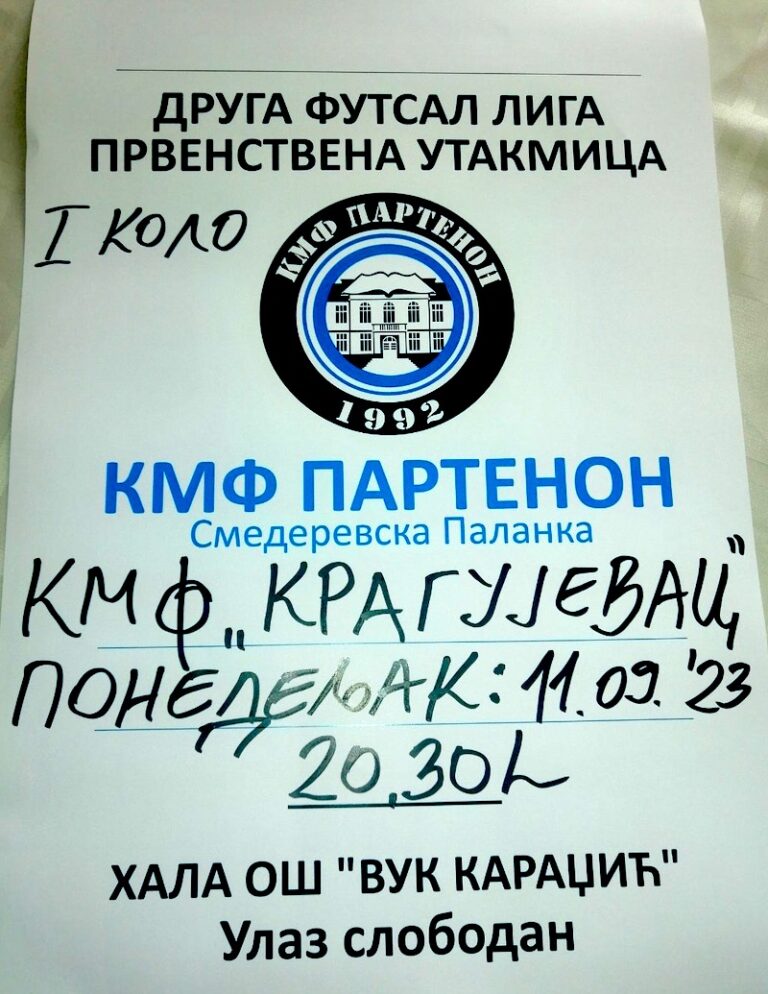 ДРУГА ФУТСАЛ ЛИГА
ПРВЕНСТВЕНА УТАКМИЦА
I КОЛО
КМФ ПАРТЕНОН
1992
КМФ ПАРТЕНОН
Смедеревска Паланка
КМФ „КРАГУЈЕВАЦ"
ПОНЕДЕЉАК: 11.09.'23
20,30h
ХАЛА ОШ "ВУК КАРАЏИЋ"
Улаз слободан